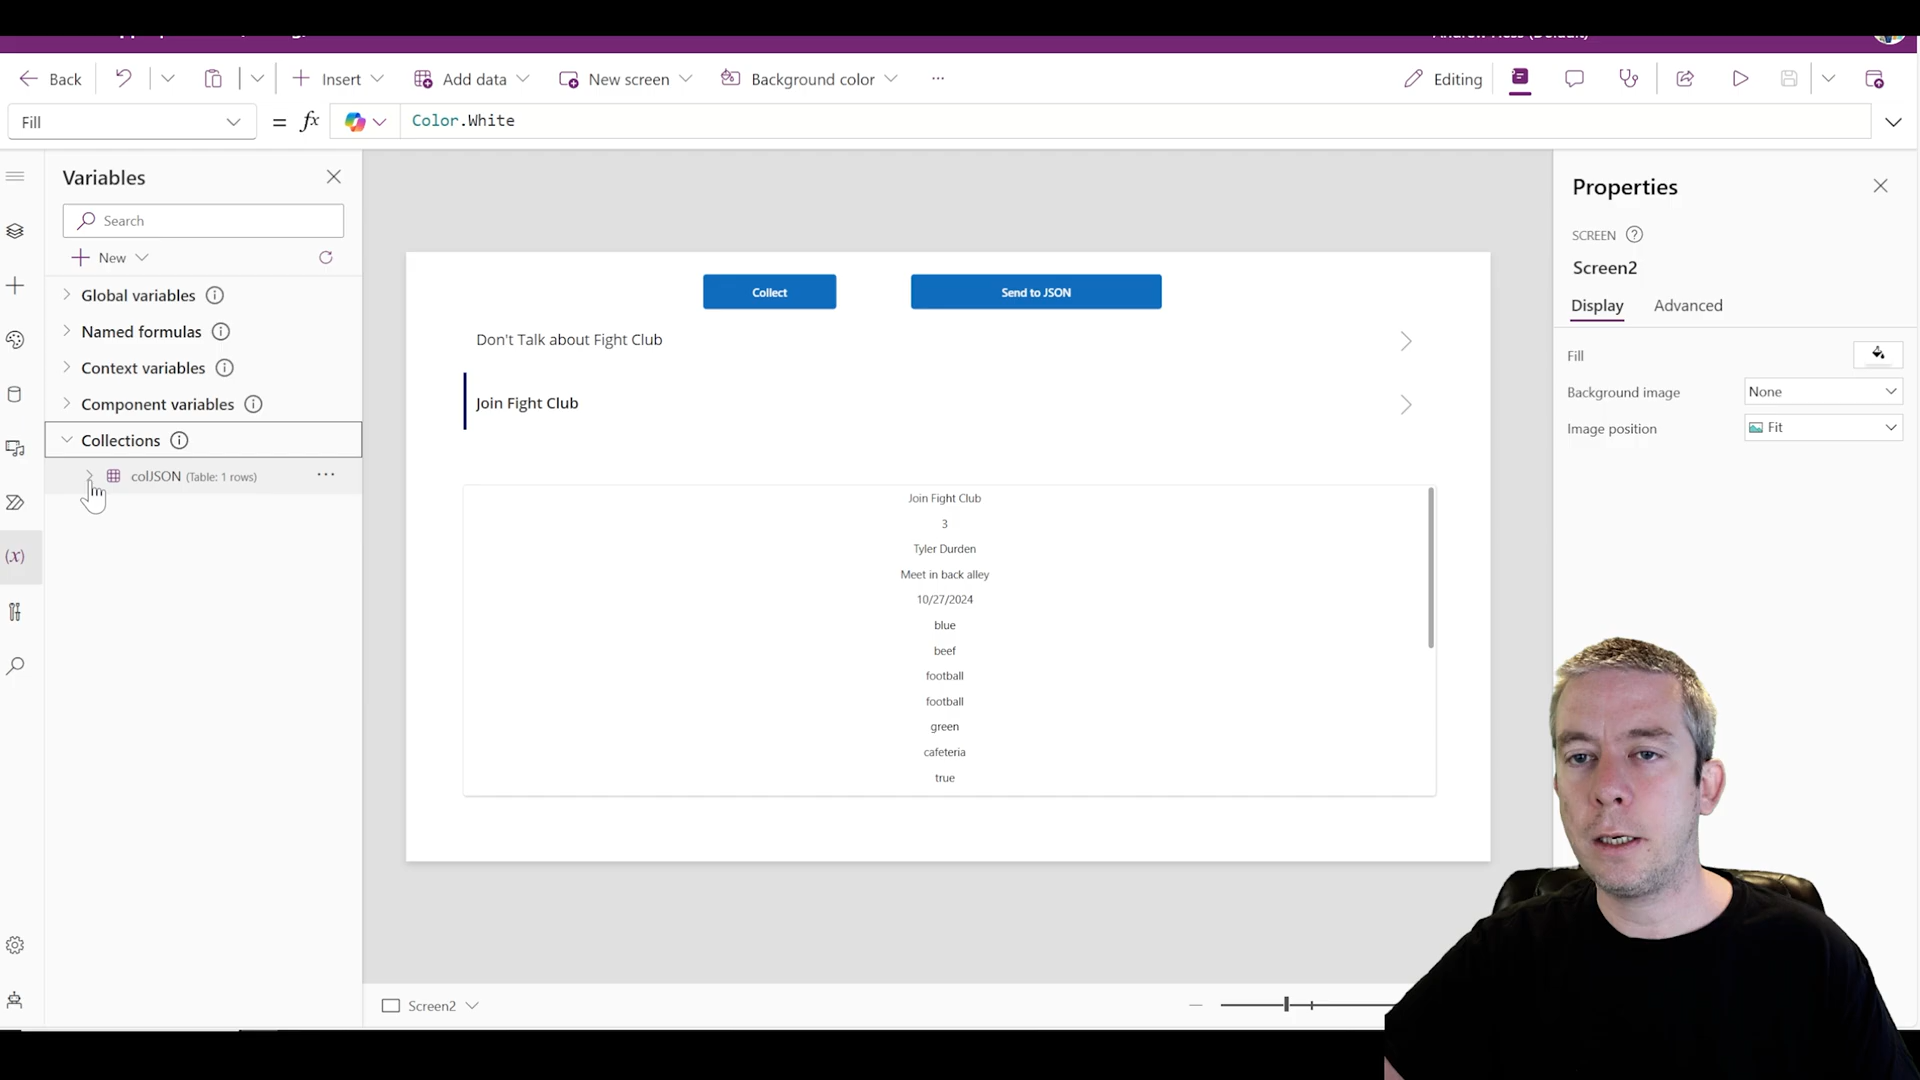 Back
Insert
Add data
New screen
Background color
...
Editing
Fill
= fx
Color.White
Variables
Search
New
Global variables
Named formulas
Context variables
Component variables
Collections
colJSON (Table: 1 rows)
...
(x)
Collect
Send to JSON
Don't Talk about Fight Club
Join Fight Club
Join Fight Club
3
Tyler Durden
Meet in back alley
10/27/2024
blue
beef
football
football
green
cafeteria
true
Properties
SCREEN
Screen2
Display
Advanced
Fill
Background image
None
Image position
Fit
Screen2